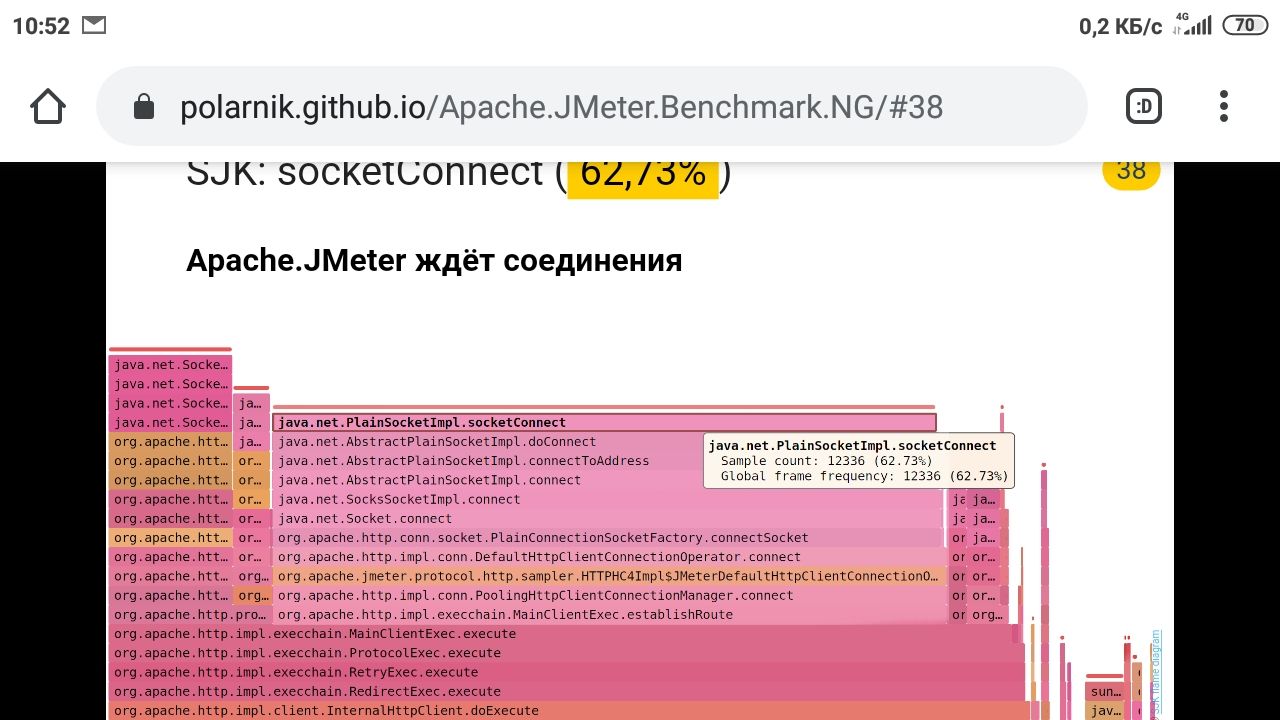 10:52 0,2 КБ/с 4G 70
polarnik.github.io/Apache.JMeter.Benchmark.NG/#38 :D
SJK: socketConnect ( 62,73% ) 38
Apache.JMeter ждёт соединения
java.net.Socke…
java.net.Socke…
java.net.Socke… ja…
java.net.Socke… ja… java.net.PlainSocketImpl.socketConnect
org.apache.htt… ja… java.net.AbstractPlainSocketImpl.doConnect
java.net.PlainSocketImpl.socketConnect
org.apache.htt… or… java.net.AbstractPlainSocketImpl.connectToAddress
Sample count: 12336 (62.73%)
org.apache.htt… or… java.net.AbstractPlainSocketImpl.connect
Global frame frequency: 12336 (62.73%)
org.apache.htt… or… java.net.SocksSocketImpl.connect ja ja…
org.apache.htt… or… java.net.Socket.connect ja ja…
org.apache.htt… or… org.apache.http.conn.socket.PlainConnectionSocketFactory.connectSocket or ja…
org.apache.htt… or… org.apache.http.impl.conn.DefaultHttpClientConnectionOperator.connect or or…
org.apache.htt… org… org.apache.jmeter.protocol.http.sampler.HTTPHC4Impl$JMeterDefaultHttpClientConnectionO… or or…
org.apache.htt… org… org.apache.http.impl.conn.PoolingHttpClientConnectionManager.connect or or…
org.apache.http.pro… org.apache.http.impl.execchain.MainClientExec.establishRoute or org…
org.apache.http.impl.execchain.MainClientExec.execute
org.apache.http.impl.execchain.ProtocolExec.execute
org.apache.http.impl.execchain.RetryExec.execute
org.apache.http.impl.execchain.RedirectExec.execute sun…
org.apache.http.impl.client.InternalHttpClient.doExecute jav…
SJK flame diagram